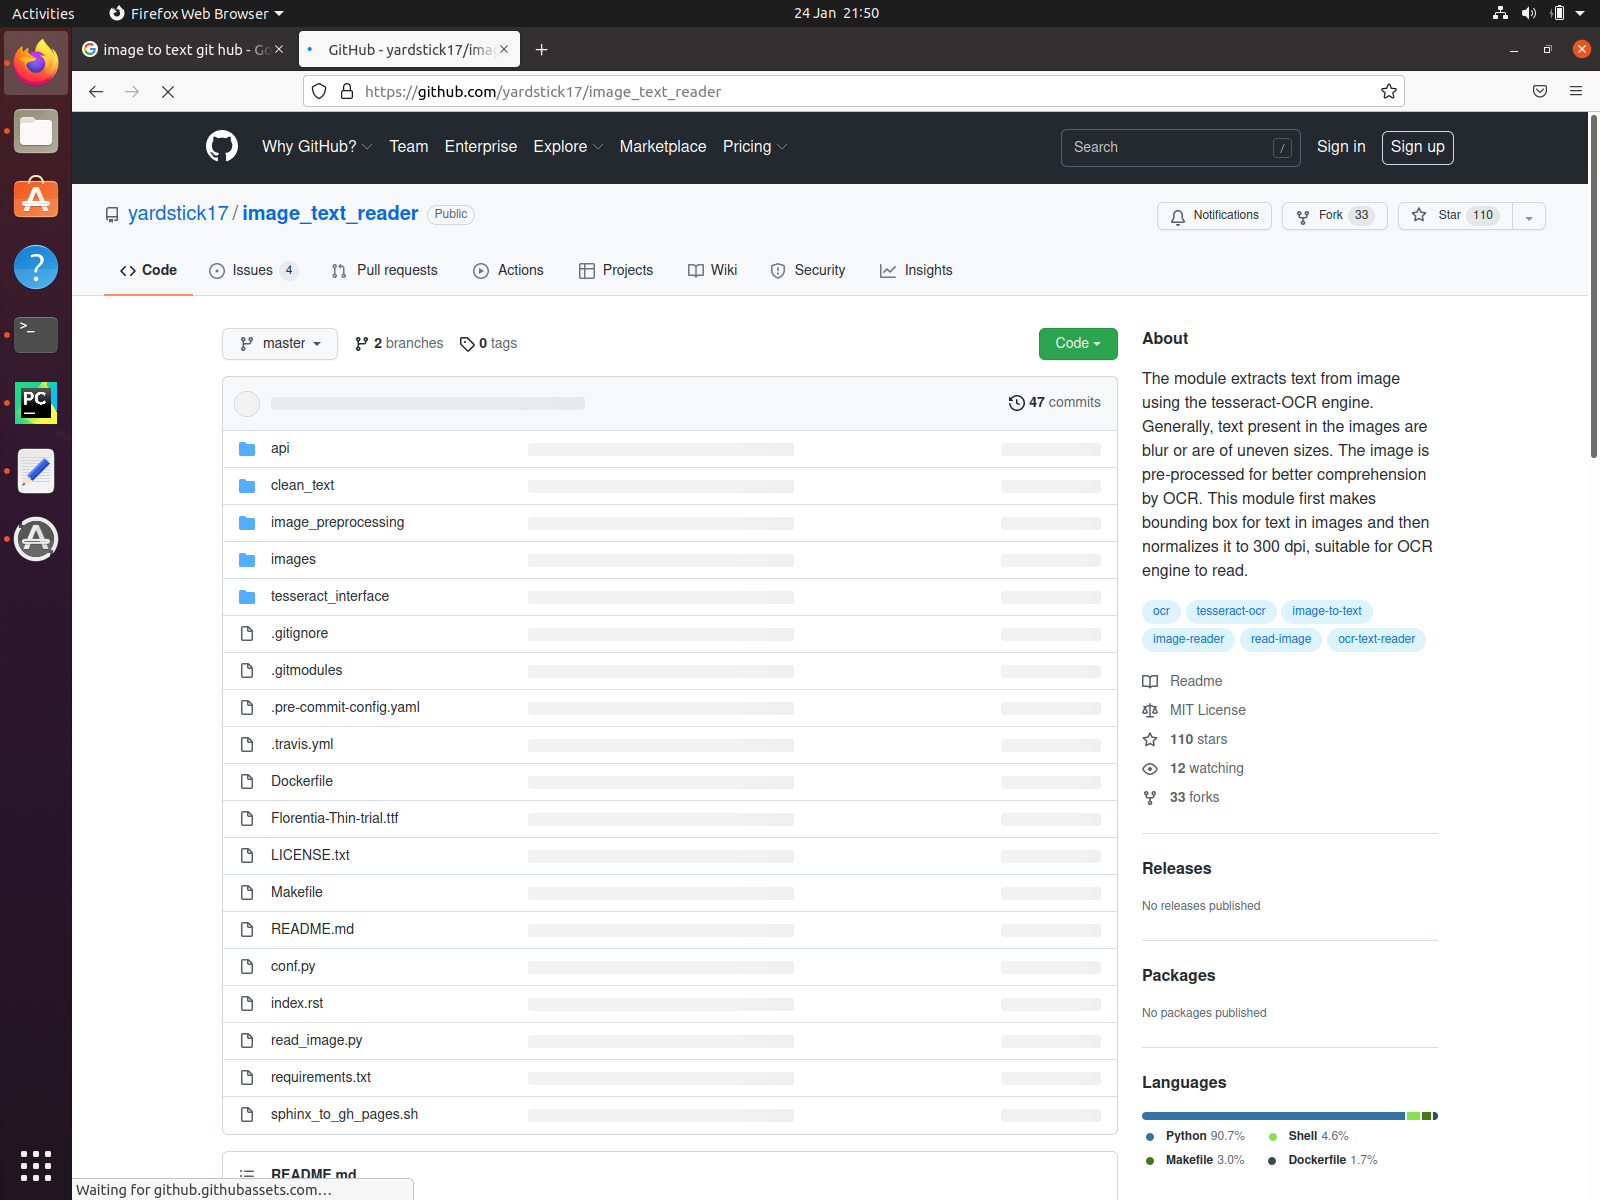 Activities
Firefox Web Browser
24 Jan 21:50
image to text git hub - Go
GitHub - yardstick17/ima
https://github.com/yardstick17/image_text_reader
Why GitHub?
Team
Enterprise
Explore
Marketplace
Pricing
Search
/
Sign in
Sign up
yardstick17 / image_text_reader
Public
Notifications
Fork 33
Star 110
Code
Issues 4
Pull requests
Actions
Projects
Wiki
Security
Insights
master
2 branches
0 tags
Code
47 commits
api
clean_text
image_preprocessing
images
tesseract_interface
.gitignore
.gitmodules
.pre-commit-config.yaml
.travis.yml
Dockerfile
Florentia-Thin-trial.ttf
LICENSE.txt
Makefile
README.md
conf.py
index.rst
read_image.py
requirements.txt
sphinx_to_gh_pages.sh
README.md
About
The module extracts text from image
using the tesseract-OCR engine.
Generally, text present in the images are
blur or are of uneven sizes. The image is
pre-processed for better comprehension
by OCR. This module first makes
bounding box for text in images and then
normalizes it to 300 dpi, suitable for OCR
engine to read.
ocr tesseract-ocr image-to-text
image-reader read-image ocr-text-reader
Readme
MIT License
110 stars
12 watching
33 forks
Releases
No releases published
Packages
No packages published
Languages
Python 90.7% Shell 4.6%
Makefile 3.0% Dockerfile 1.7%
Waiting for github.githubassets.com…
PC
>_
?